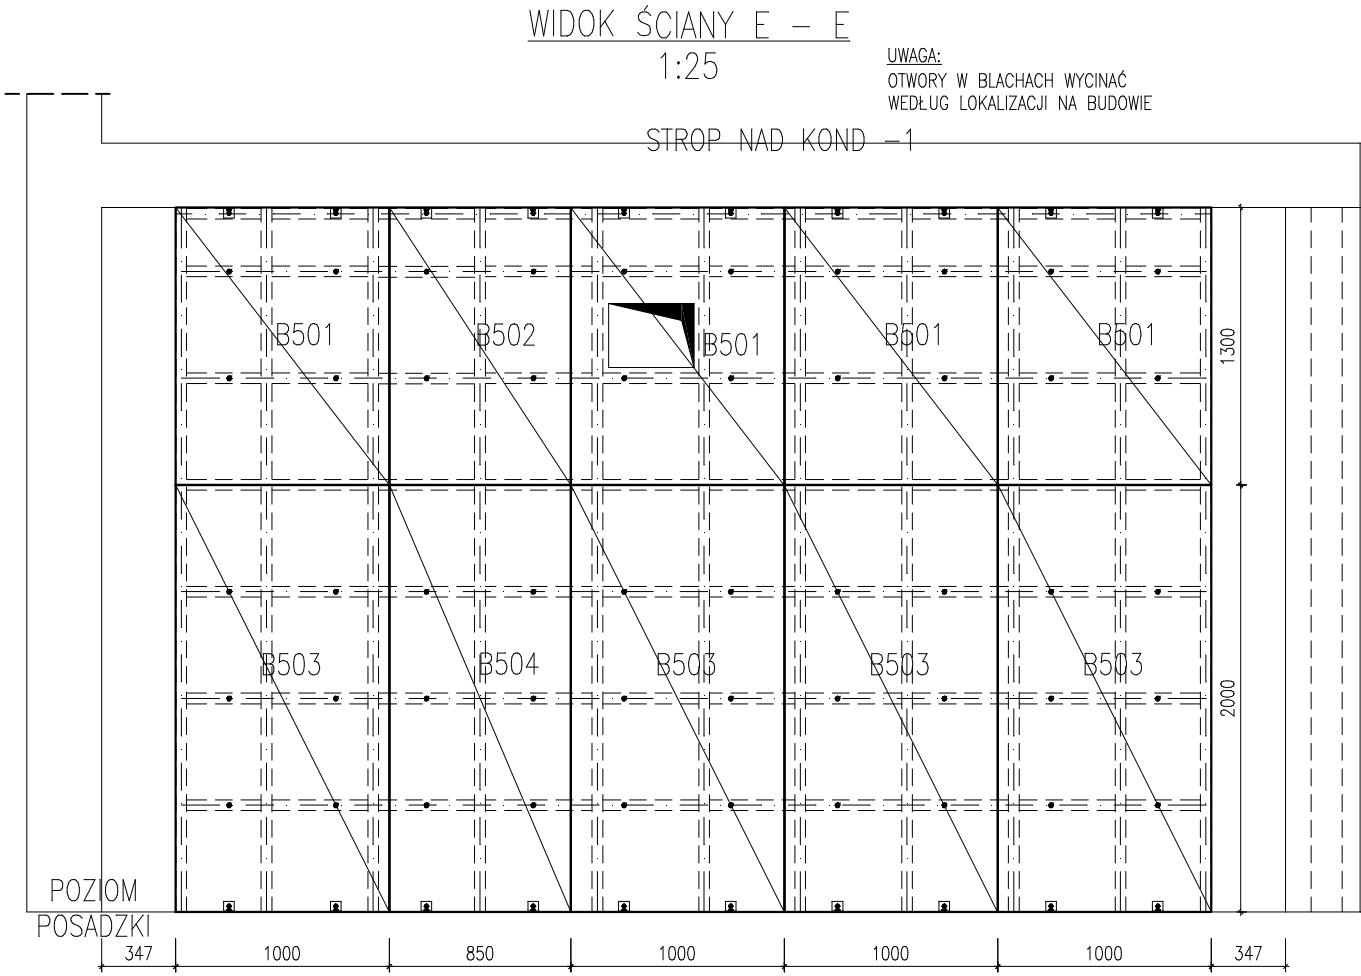 WIDOK ŚCIANY E – E
1:25
UWAGA:
OTWORY W BLACHACH WYCINAĆ
WEDŁUG LOKALIZACJI NA BUDOWIE
STROP NAD KOND –1
B501
B502
B501
B501
B501
1300
B503
B504
B503
B503
B503
2000
POZIOM
POSADZKI
347
1000
850
1000
1000
1000
347